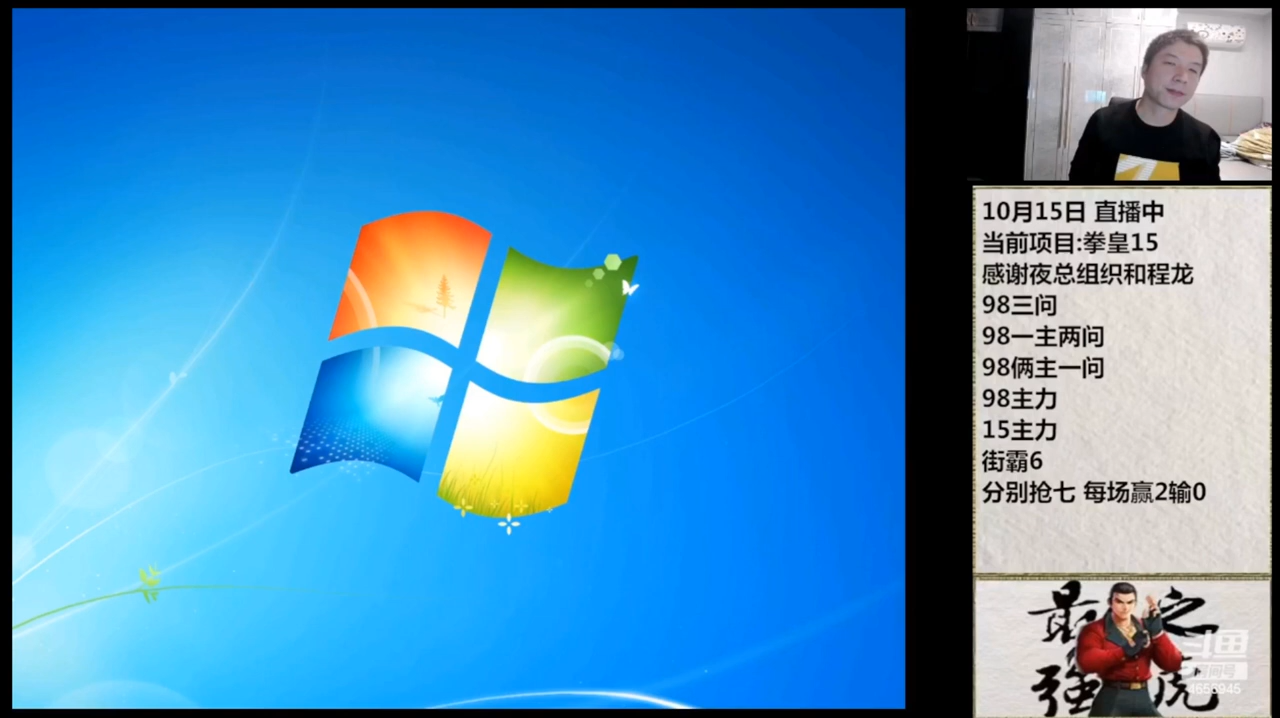 10月15日 直播中
当前项目:拳皇15
感谢夜总组织和程龙
98三问
98一主两问
98俩主一问
98主力
15主力
街霸6
分别抢七 每场赢2输0
最 之
强 虎
斗鱼
4656945